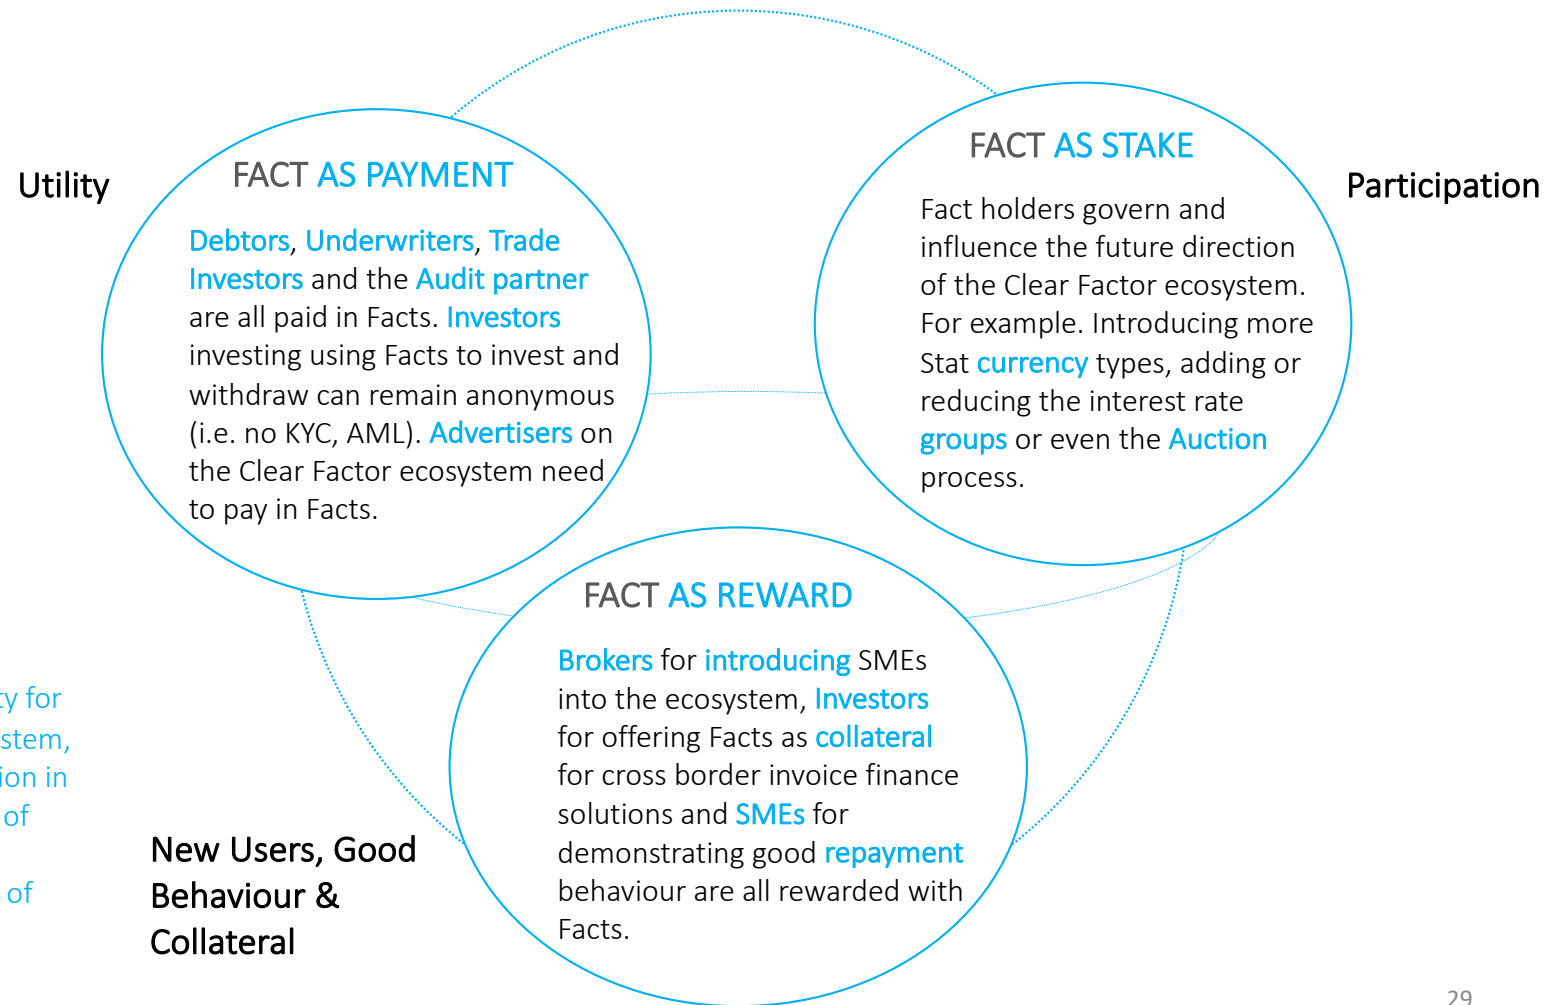 Utility
FACT AS PAYMENT
Debtors, Underwriters, Trade
Investors and the Audit partner
are all paid in Facts. Investors
investing using Facts to invest and
withdraw can remain anonymous
(i.e. no KYC, AML). Advertisers on
the Clear Factor ecosystem need
to pay in Facts.
FACT AS STAKE
Fact holders govern and
influence the future direction
of the Clear Factor ecosystem.
For example. Introducing more
Stat currency types, adding or
reducing the interest rate
groups or even the Auction
process.
Participation
FACT AS REWARD
Brokers for introducing SMEs
into the ecosystem, Investors
for offering Facts as collateral
for cross border invoice finance
solutions and SMEs for
demonstrating good repayment
behaviour are all rewarded with
Facts.
for
in
of
of
New Users, Good
Behaviour &
Collateral
29